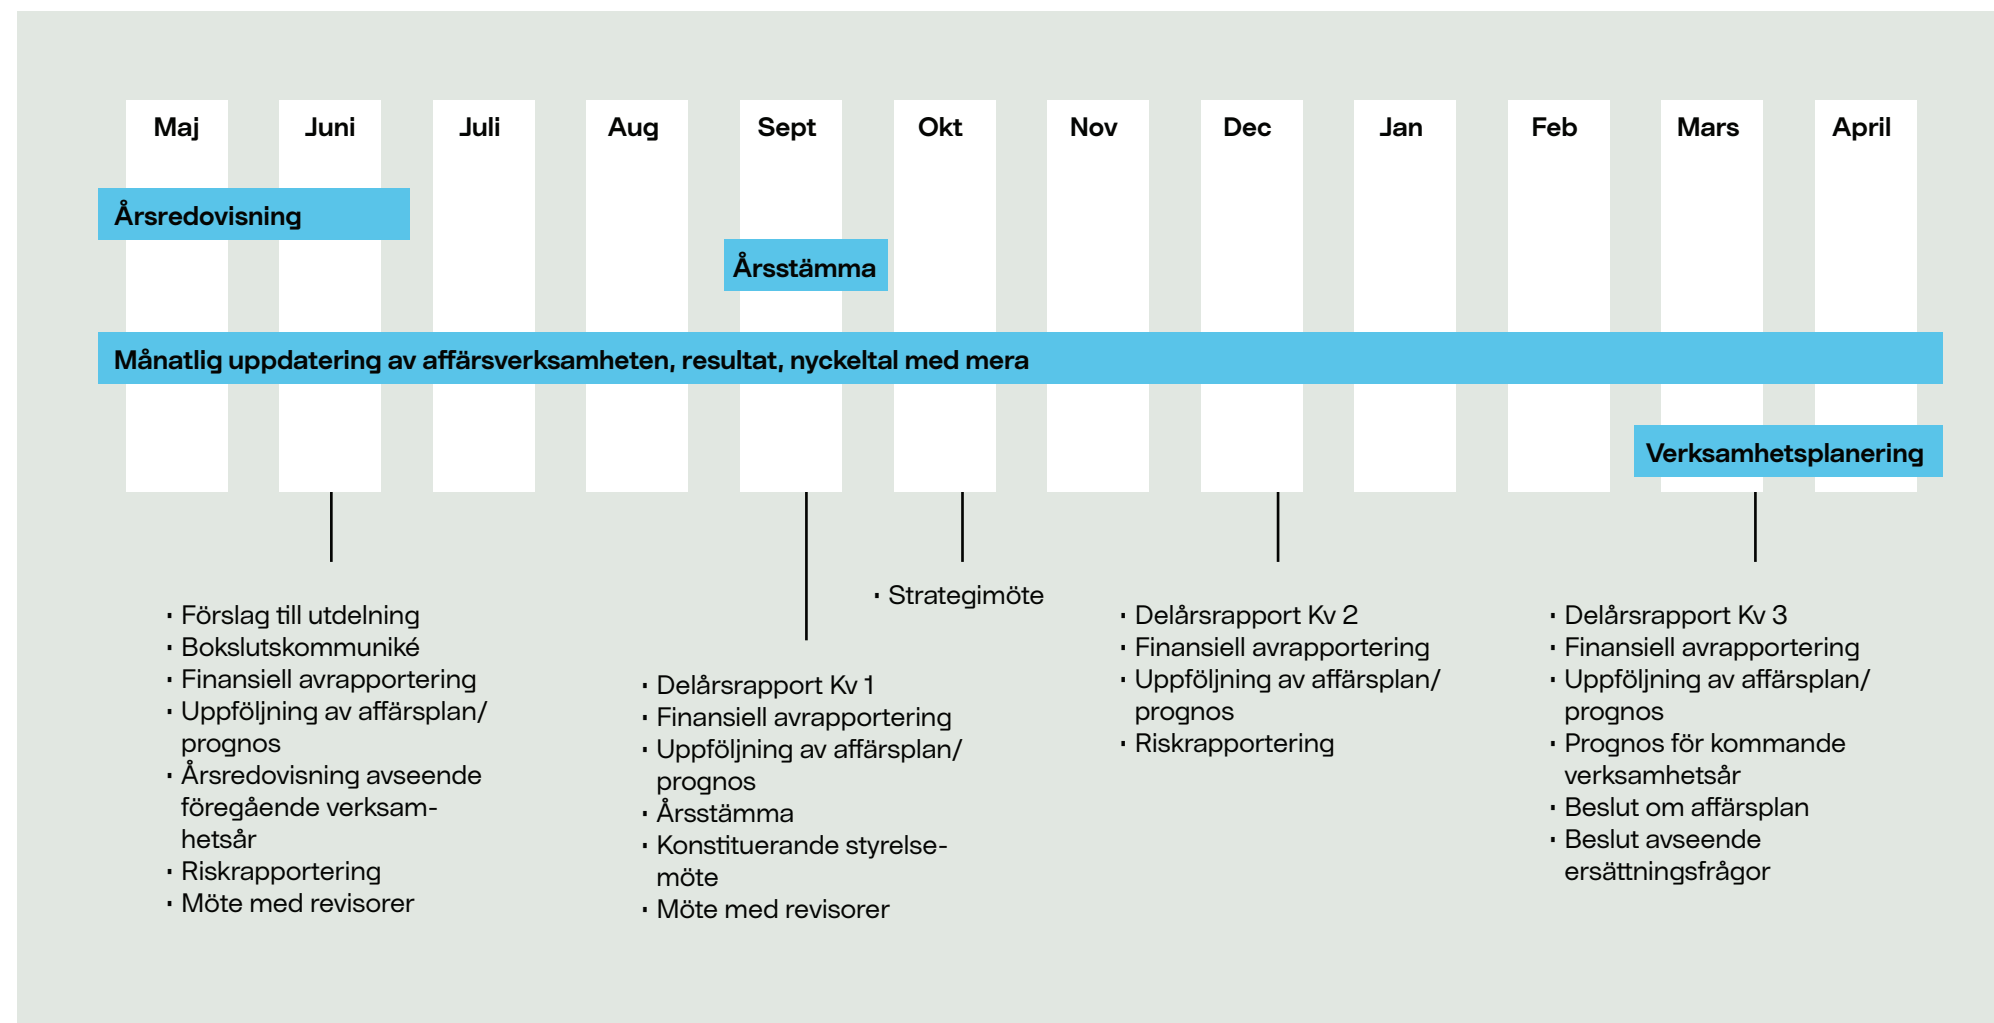 Maj
Juni
Juli
Aug
Sept
Okt
Nov
Dec
Jan
Feb
Mars
April
Årsredovisning
Årsstämma
Månatlig uppdatering av affärsverksamheten, resultat, nyckeltal med mera
Verksamhetsplanering
· Förslag till utdelning
· Bokslutskommuniké
· Finansiell avrapportering
· Uppföljning av affärsplan/
prognos
· Årsredovisning avseende
föregående verksam-
hetsår
· Riskrapportering
· Möte med revisorer
· Delårsrapport Kv 1
· Finansiell avrapportering
· Uppföljning av affärsplan/
prognos
· Årsstämma
· Konstituerande styrelse-
möte
· Möte med revisorer
· Strategimöte
· Delårsrapport Kv 2
· Finansiell avrapportering
· Uppföljning av affärsplan/
prognos
· Riskrapportering
· Delårsrapport Kv 3
· Finansiell avrapportering
· Uppföljning av affärsplan/
prognos
· Prognos för kommande
verksamhetsår
· Beslut om affärsplan
· Beslut avseende
ersättningsfrågor